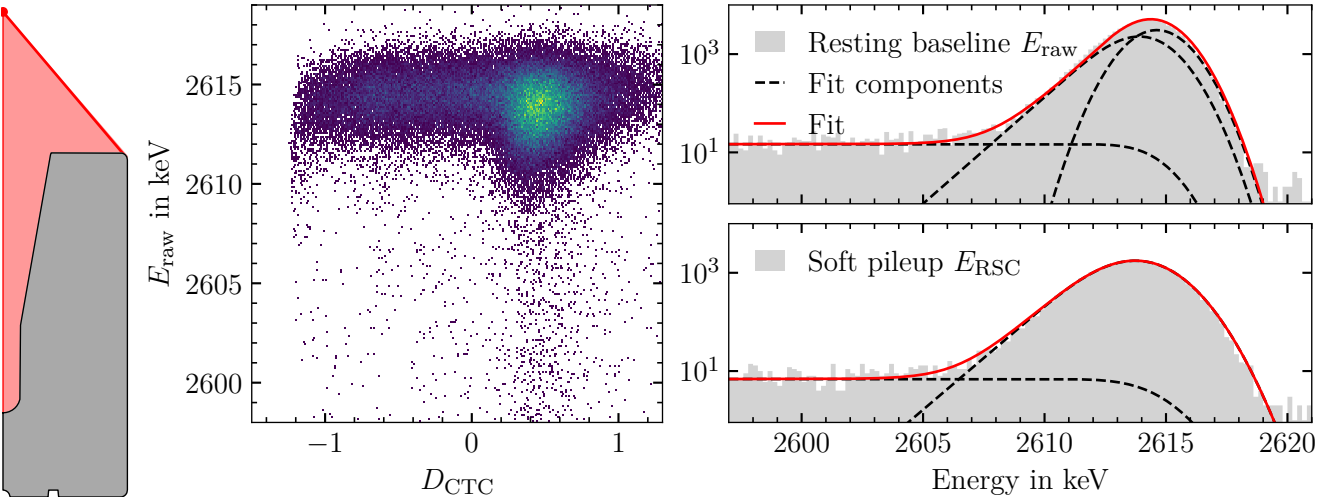 2615
2610
2605
2600
E_raw in keV
−1
0
1
D_CTC
10^3
10^1
Resting baseline E_raw
Fit components
Fit
10^3
10^1
Soft pileup E_RSC
2600
2605
2610
2615
2620
Energy in keV